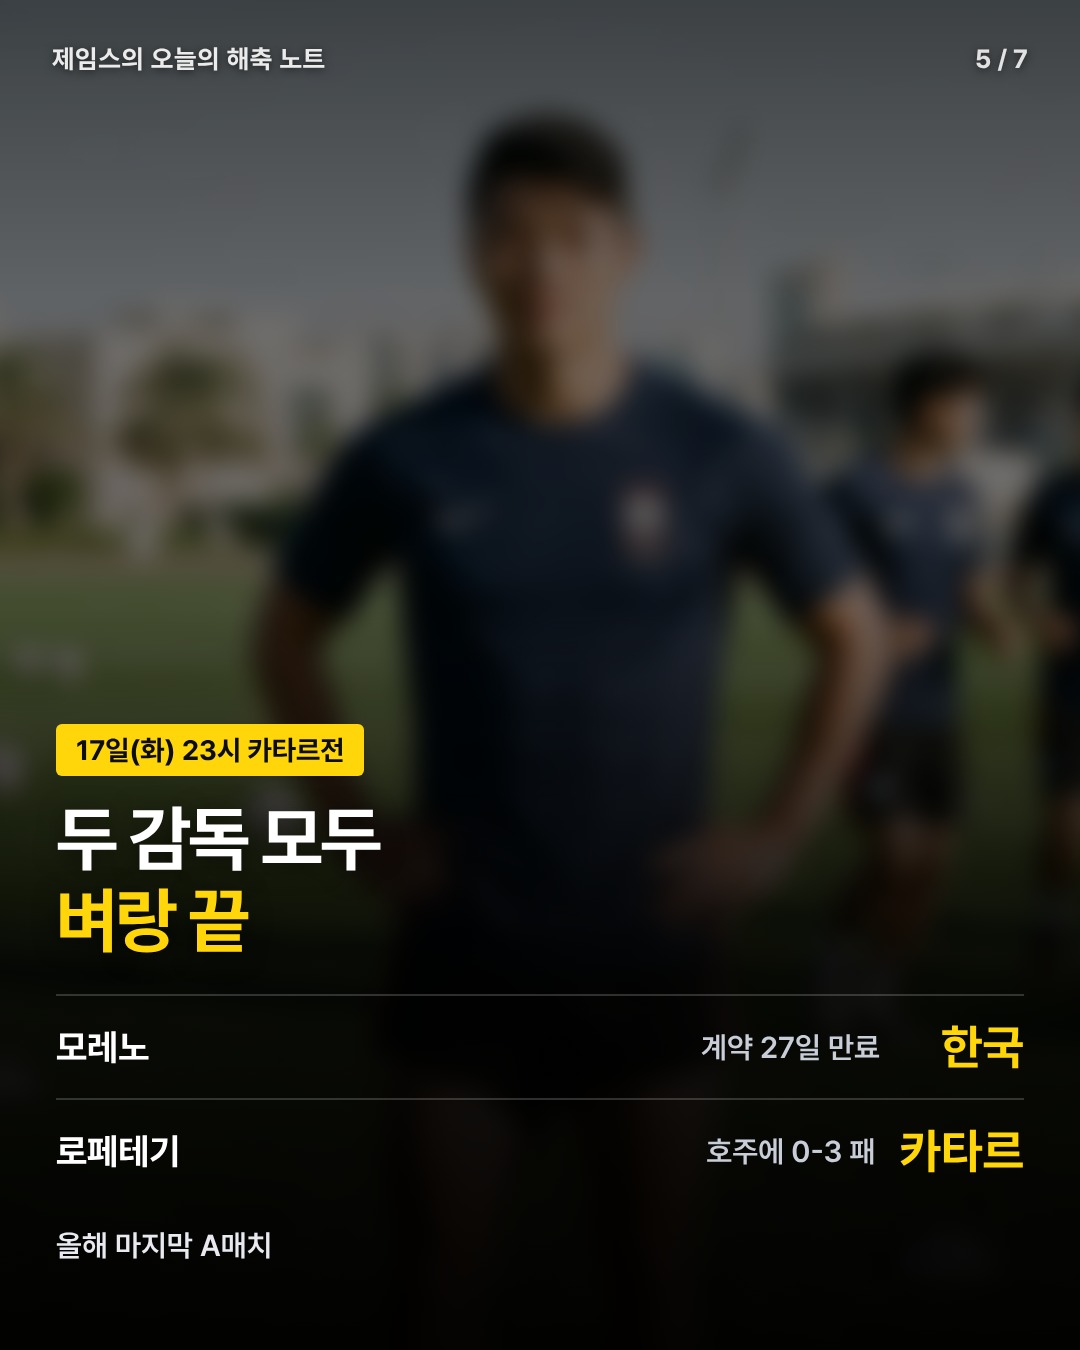 제임스의 오늘의 해축 노트
5 / 7
17일(화) 23시 카타르전
두 감독 모두
벼랑 끝
모레노 계약 27일 만료 한국
로페테기 호주에 0-3 패 카타르
올해 마지막 A매치